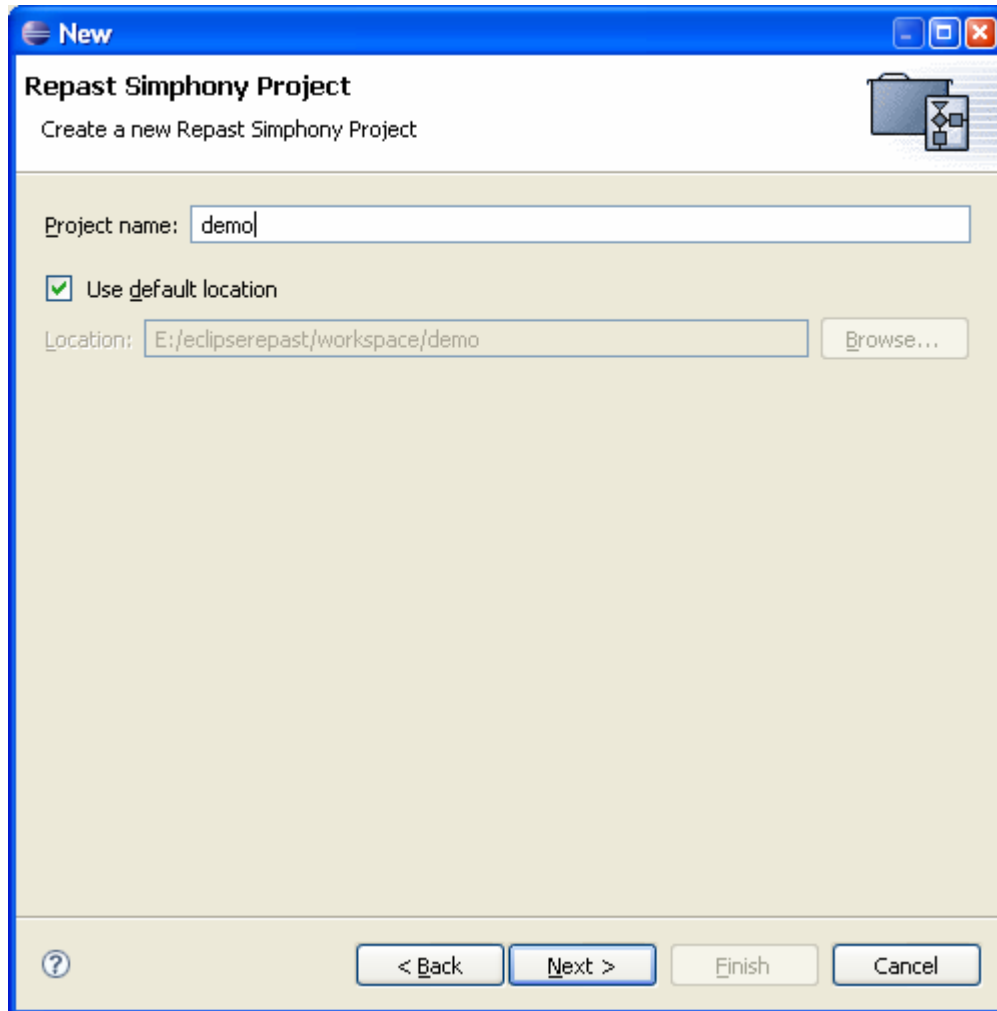 New
Repast Simphony Project
Create a new Repast Simphony Project
Project name: demo
Use default location
Location: E:/eclipserepast/workspace/demo Browse...
? < Back Next > Finish Cancel